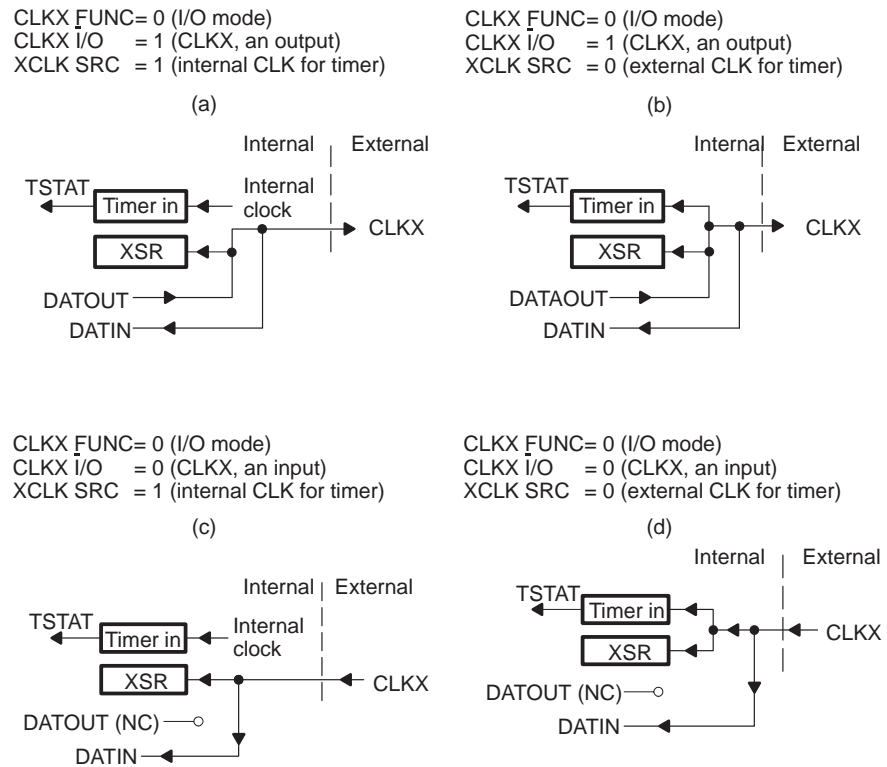 CLKX FUNC= 0 (I/O mode)
CLKX I/O = 1 (CLKX, an output)
XCLK SRC = 1 (internal CLK for timer)
(a)
Internal External
TSTAT
Timer in
Internal
clock
XSR
CLKX
DATOUT
DATIN
CLKX FUNC= 0 (I/O mode)
CLKX I/O = 1 (CLKX, an output)
XCLK SRC = 0 (external CLK for timer)
(b)
Internal External
TSTAT
Timer in
XSR
CLKX
DATAOUT
DATIN
CLKX FUNC= 0 (I/O mode)
CLKX I/O = 0 (CLKX, an input)
XCLK SRC = 1 (internal CLK for timer)
(c)
Internal External
TSTAT
Timer in
Internal
clock
XSR
CLKX
DATOUT (NC)
DATIN
CLKX FUNC= 0 (I/O mode)
CLKX I/O = 0 (CLKX, an input)
XCLK SRC = 0 (external CLK for timer)
(d)
Internal External
TSTAT
Timer in
XSR
CLKX
DATOUT (NC)
DATIN